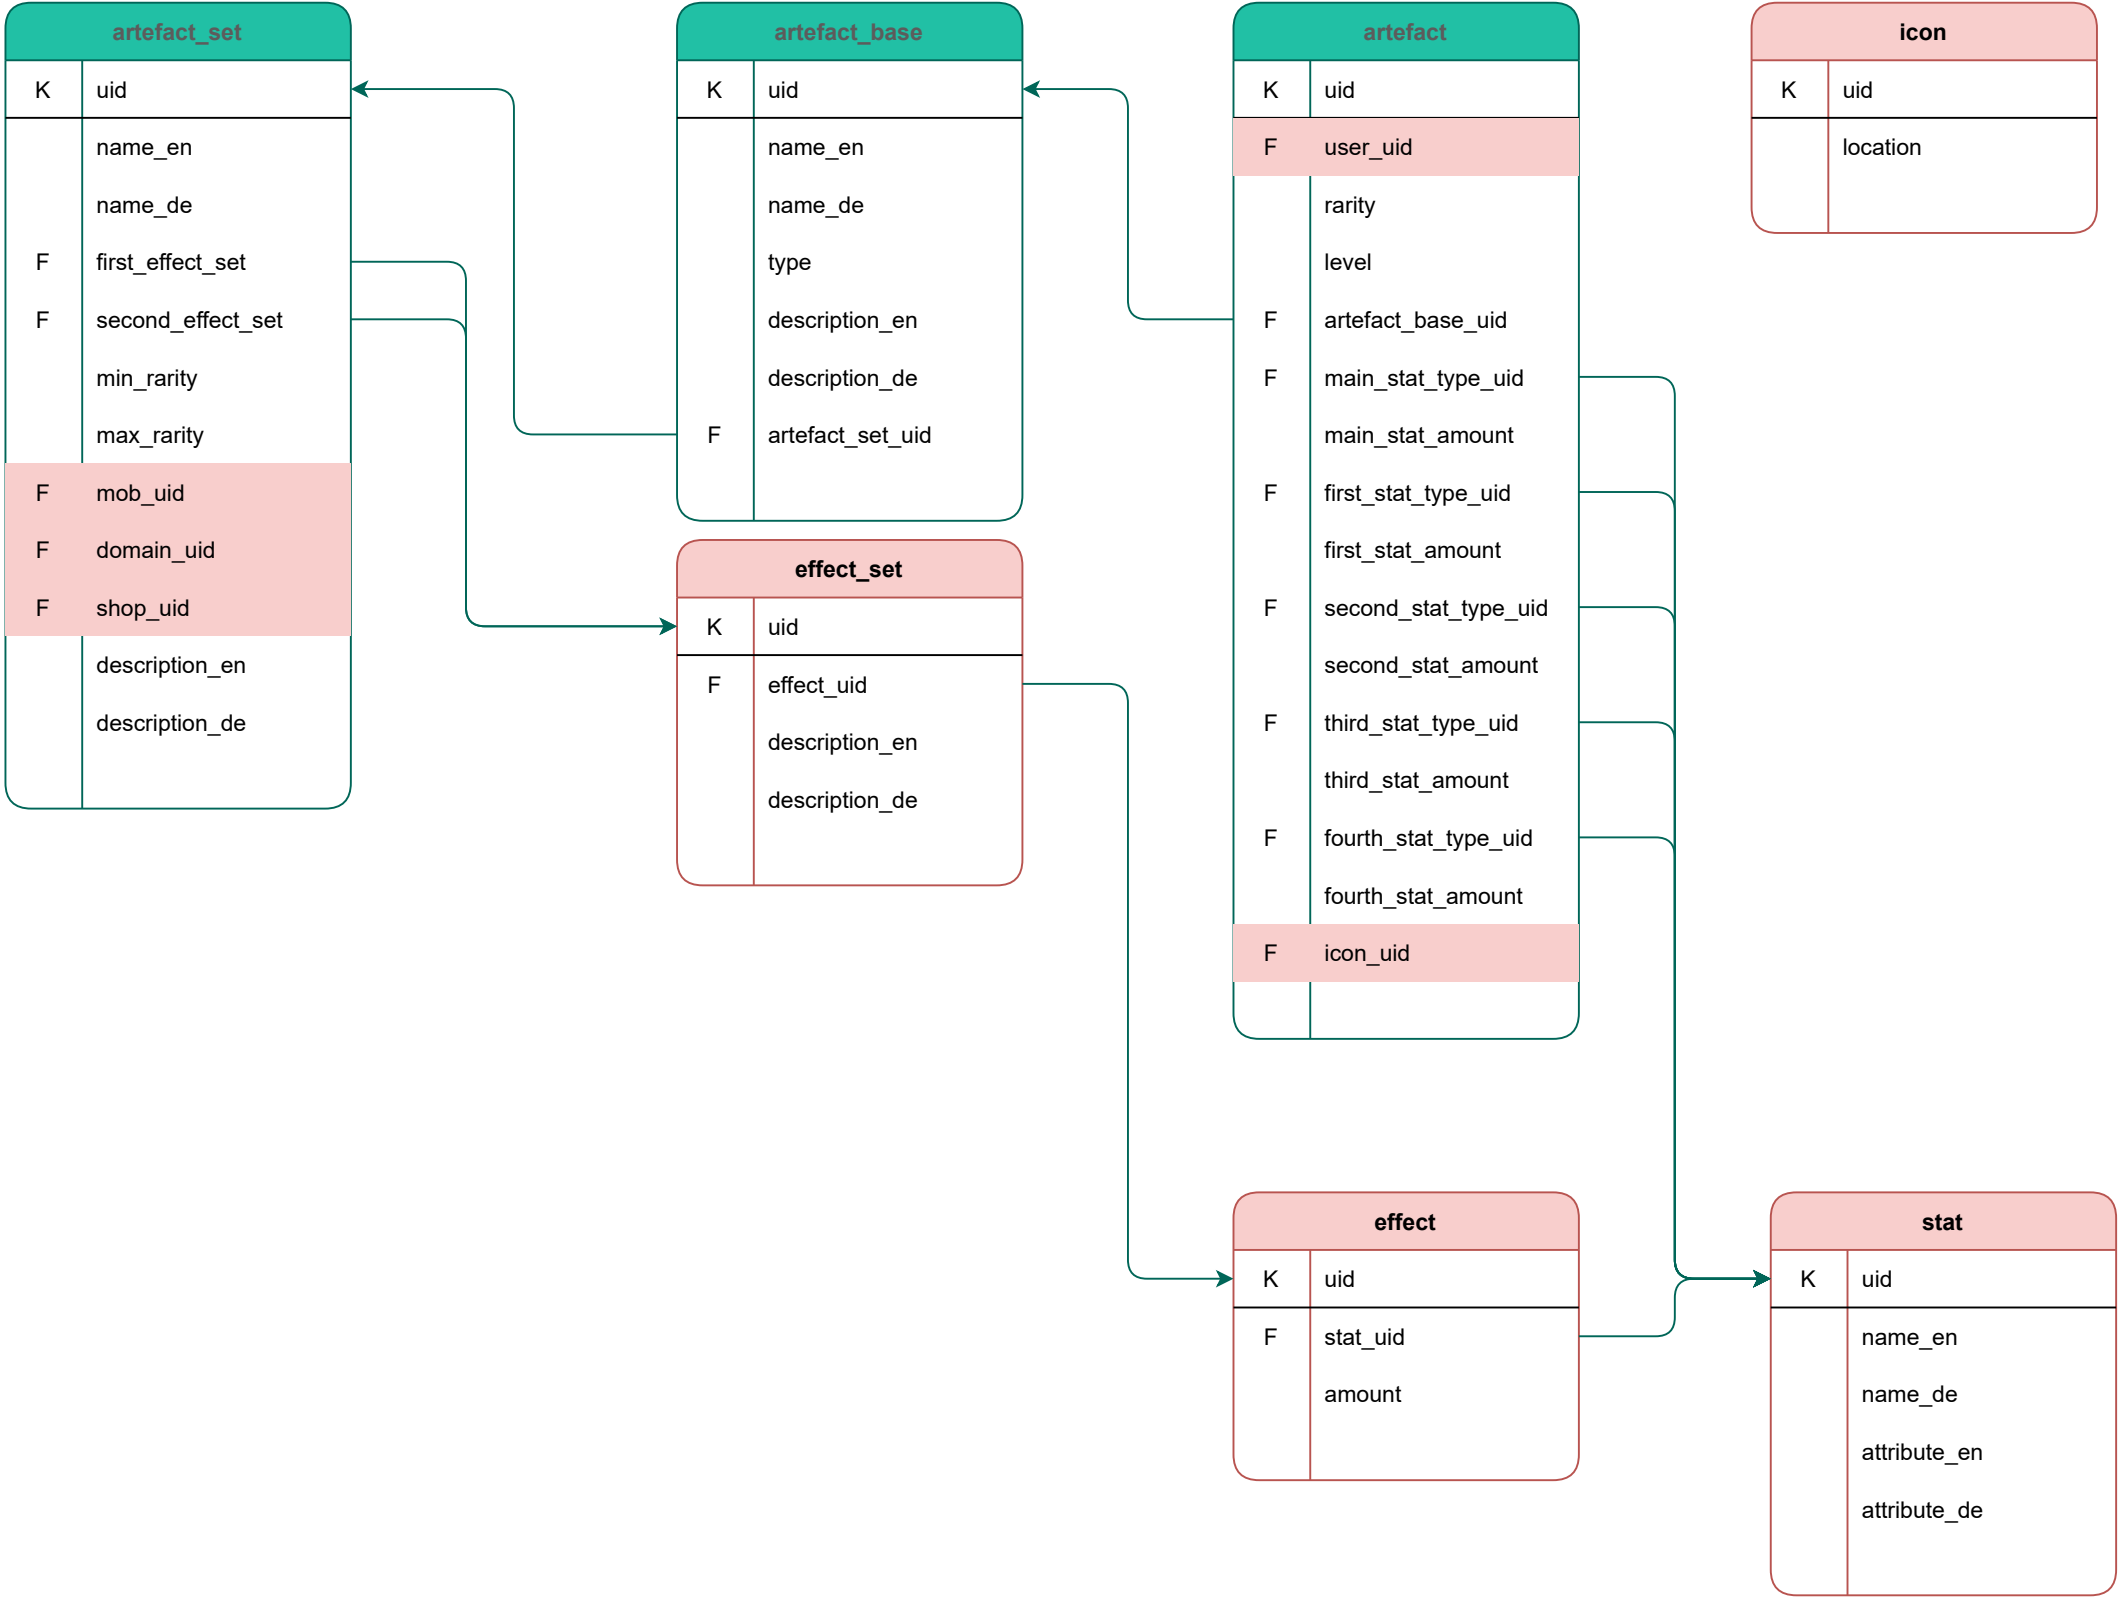 artefact_set
K uid
name_en
name_de
F first_effect_set
F second_effect_set
min_rarity
max_rarity
F mob_uid
F domain_uid
F shop_uid
description_en
description_de
artefact_base
K uid
name_en
name_de
type
description_en
description_de
F artefact_set_uid
effect_set
K uid
F effect_uid
description_en
description_de
artefact
K uid
F user_uid
rarity
level
F artefact_base_uid
F main_stat_type_uid
main_stat_amount
F first_stat_type_uid
first_stat_amount
F second_stat_type_uid
second_stat_amount
F third_stat_type_uid
third_stat_amount
F fourth_stat_type_uid
fourth_stat_amount
F icon_uid
icon
K uid
location
effect
K uid
F stat_uid
amount
stat
K uid
name_en
name_de
attribute_en
attribute_de